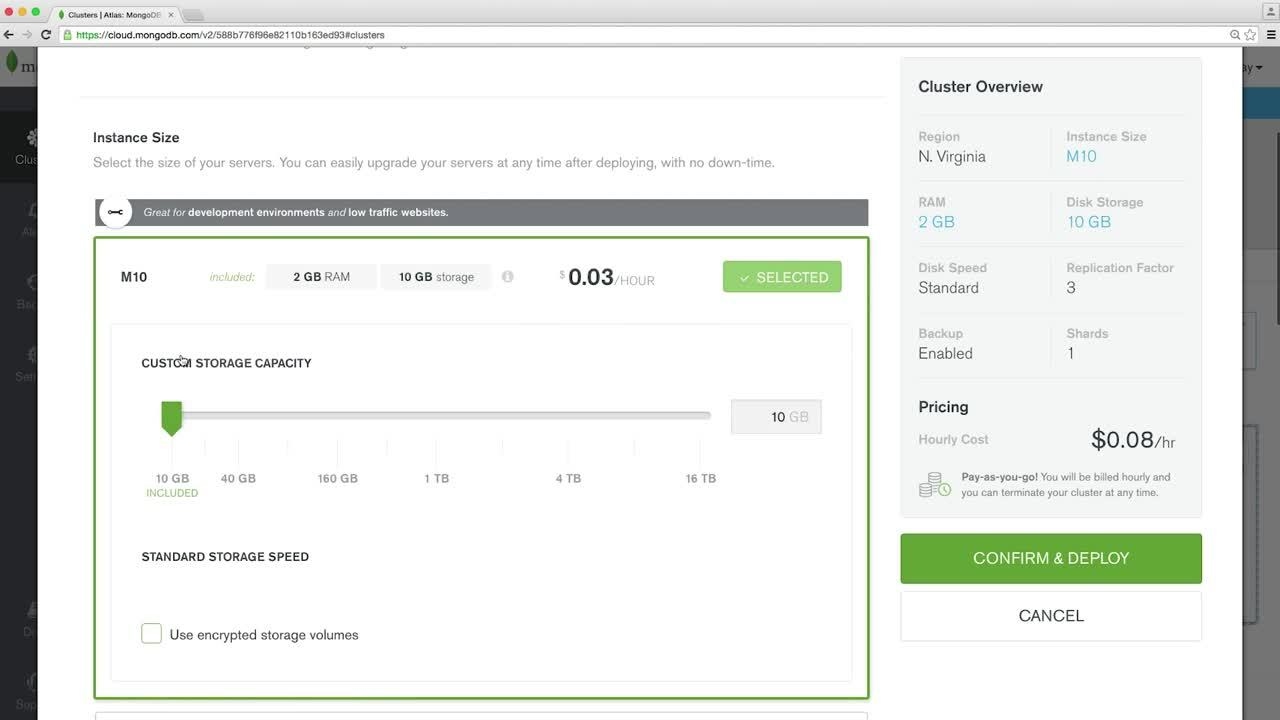 Clusters | Atlas: MongoDB
https://cloud.mongodb.com/v2/588b776f96e82110b163ed93#clusters
Instance Size
Select the size of your servers. You can easily upgrade your servers at any time after deploying, with no down-time.
Great for development environments and low traffic websites.
M10
included:
2 GB RAM
10 GB storage
$0.03/HOUR
SELECTED
CUSTOM STORAGE CAPACITY
10 GB
10 GB
40 GB
160 GB
1 TB
4 TB
16 TB
INCLUDED
STANDARD STORAGE SPEED
Use encrypted storage volumes
Cluster Overview
Region
N. Virginia
Instance Size
M10
RAM
2 GB
Disk Storage
10 GB
Disk Speed
Standard
Replication Factor
3
Backup
Enabled
Shards
1
Pricing
Hourly Cost
$0.08/hr
Pay-as-you-go! You will be billed hourly and
you can terminate your cluster at any time.
CONFIRM & DEPLOY
CANCEL